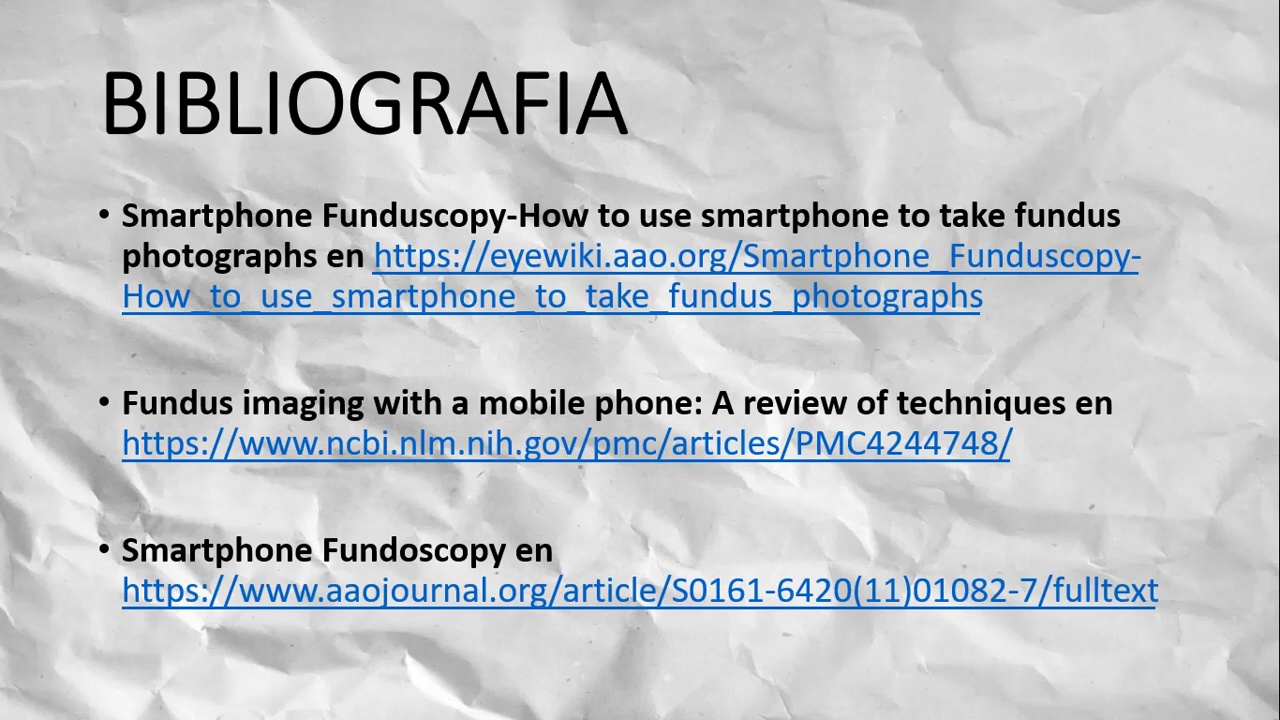 BIBLIOGRAFIA
• Smartphone Funduscopy-How to use smartphone to take fundus
photographs en https://eyewiki.aao.org/Smartphone_Funduscopy-
How_to_use_smartphone_to_take_fundus_photographs
• Fundus imaging with a mobile phone: A review of techniques en
https://www.ncbi.nlm.nih.gov/pmc/articles/PMC4244748/
• Smartphone Fundoscopy en
https://www.aaojournal.org/article/S0161-6420(11)01082-7/fulltext